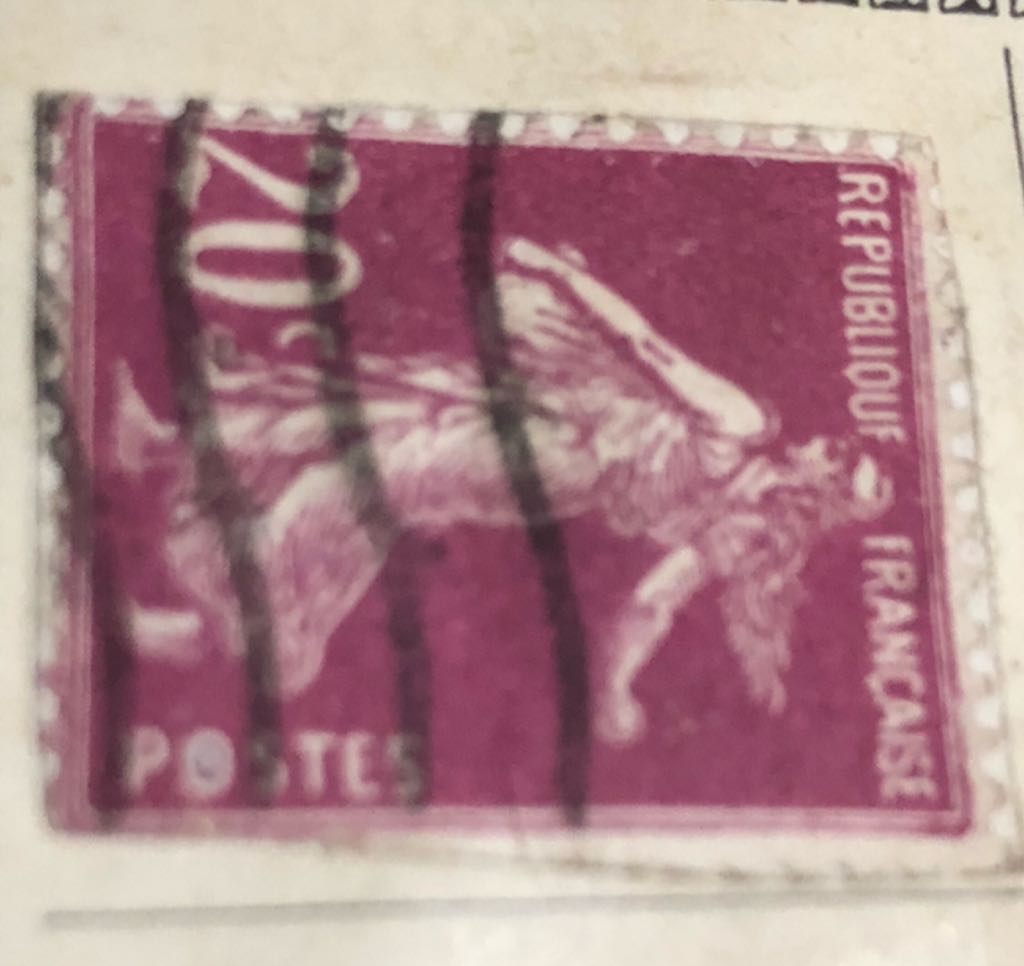 REPUBLIQUE FRANCAISE
20c
POSTES